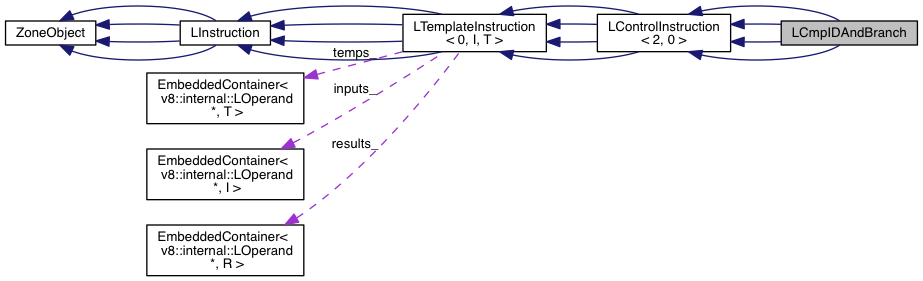 ZoneObject
LInstruction
LTemplateInstruction
< 0, I, T >
LControlInstruction
< 2, 0 >
LCmpIDAndBranch
temps_
EmbeddedContainer<
v8::internal::LOperand
*, T >
inputs_
EmbeddedContainer<
v8::internal::LOperand
*, I >
results_
EmbeddedContainer<
v8::internal::LOperand
*, R >